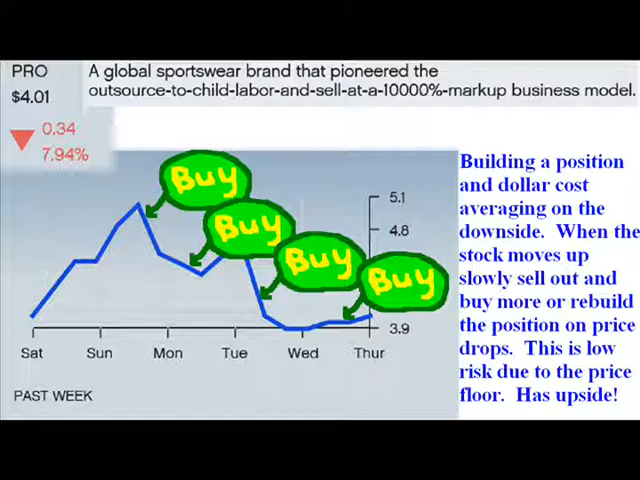 PRO
$4.01
0.34
7.94%
A global sportswear brand that pioneered the
outsource-to-child-labor-and-sell-at-a-10000%-markup business model.
Buy
Buy
Buy
Buy
5.1
4.8
3.9
Sat Sun Mon Tue Wed Thur
PAST WEEK
Building a position
and dollar cost
averaging on the
downside. When the
stock moves up
slowly sell out and
buy more or rebuild
the position on price
drops. This is low
risk due to the price
floor. Has upside!